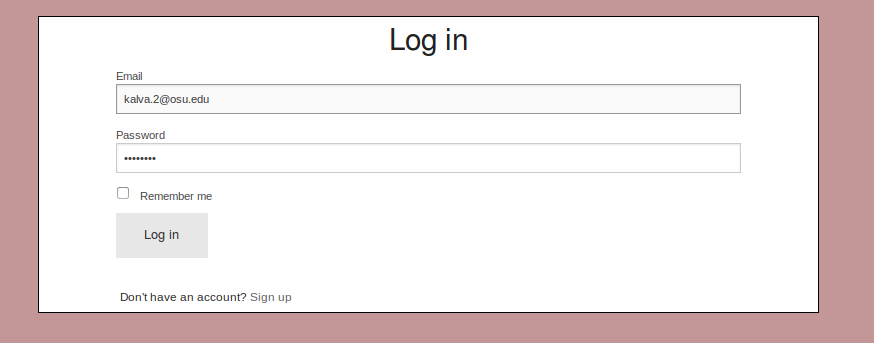 Log in
Email
kalva.2@osu.edu
Password
••••••••
Remember me
Log in
Don't have an account? Sign up